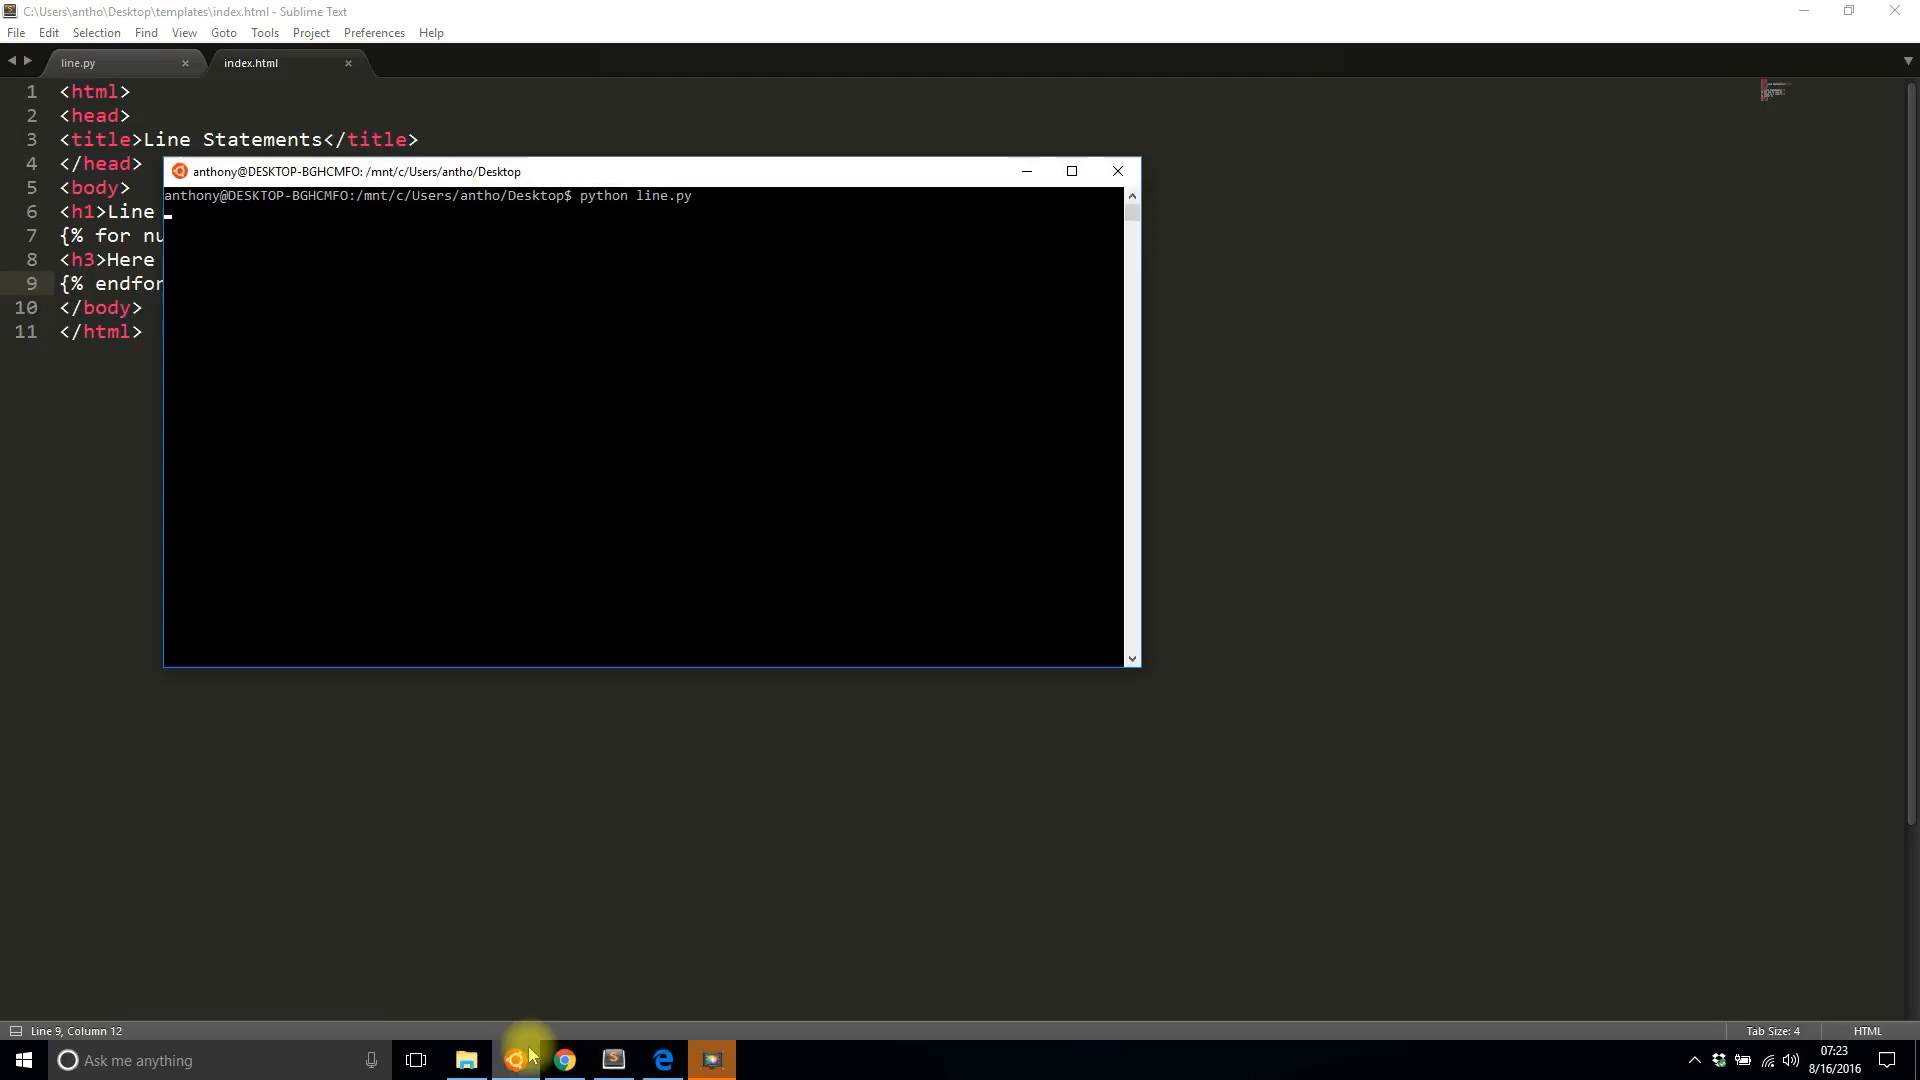 C:\Users\antho\Desktop\templates\index.html - Sublime Text
File Edit Selection Find View Goto Tools Project Preferences Help
line.py index.html
1 <html>
2 <head>
3 <title>Line Statements</title>
4 </head>
5 <body>
6 <h1>Line
7 {% for nu
8 <h3>Here
9 {% endfor
10 </body>
11 </html>
anthony@DESKTOP-BGHCMFO: /mnt/c/Users/antho/Desktop
anthony@DESKTOP-BGHCMFO:/mnt/c/Users/antho/Desktop$ python line.py
Line 9, Column 12
Tab Size: 4 HTML
Ask me anything
07:23
8/16/2016